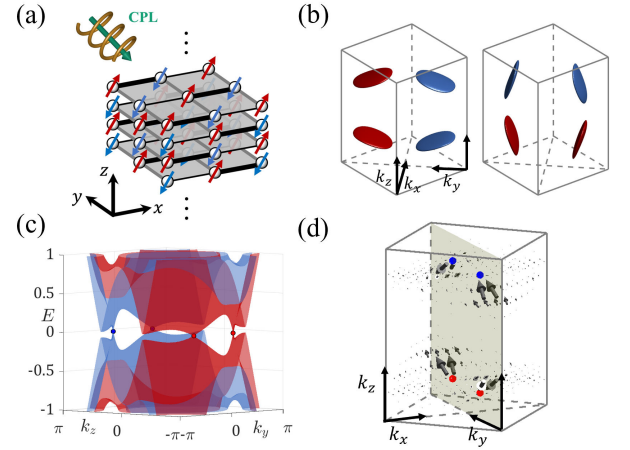 (a)
CPL
z
y
x
(b)
k_z
k_x
k_y
(c)
1
0.5
E
0
-0.5
-1
π k_z 0 -π-π 0 k_y π
(d)
k_z
k_x
k_y